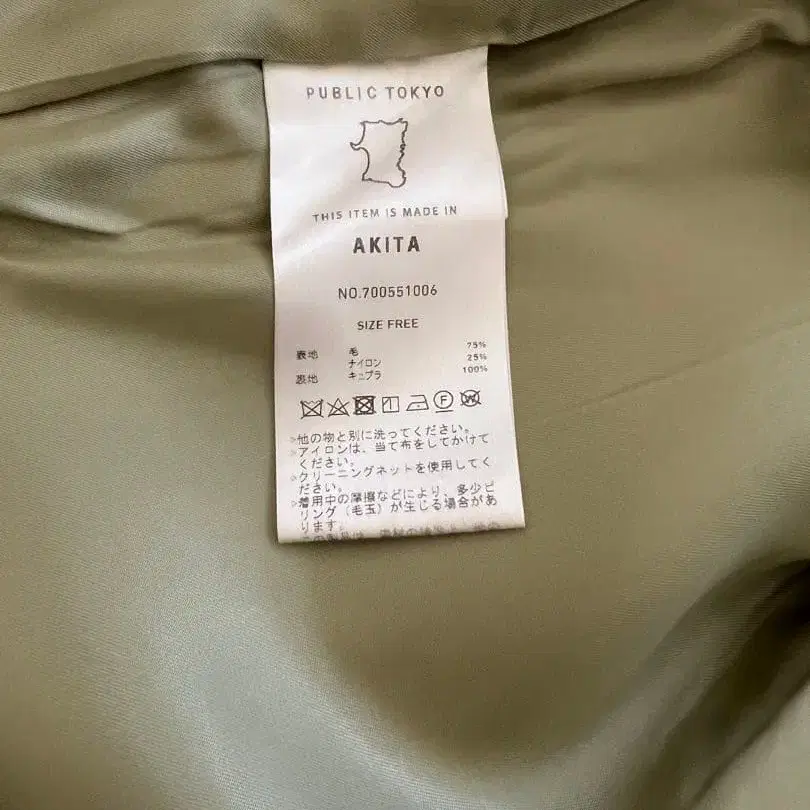 PUBLIC TOKYO
THIS ITEM IS MADE IN
AKITA
NO.700551006
SIZE FREE
表地 毛 75%
ナイロン 25%
裏地 キュプラ 100%
F W
>他の物と別に洗ってください。
>アイロンは、当て布をしてかけて
ください。
>クリーニングネットを使用してく
ださい。
>着用中の摩擦などにより、多少ピ
リング(毛玉)が生じる場合があ
ります。